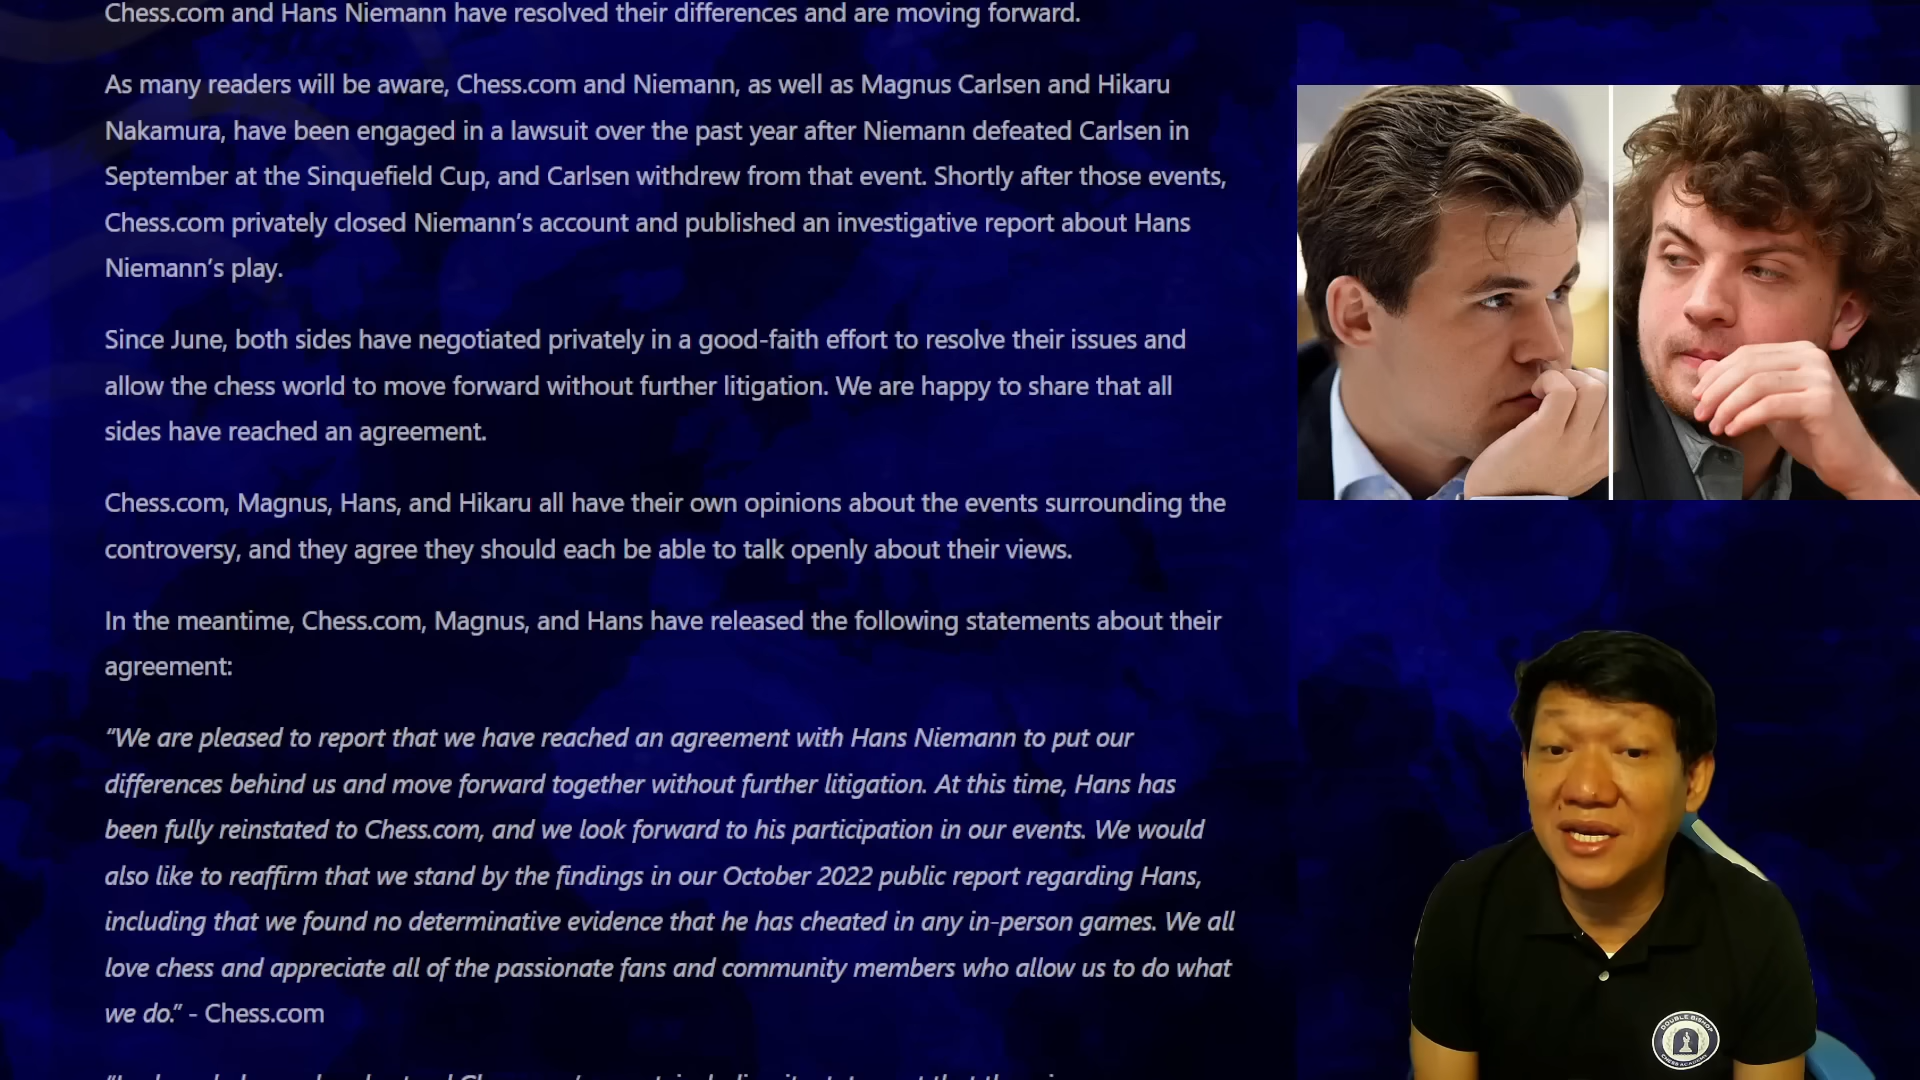 Chess.com and Hans Niemann have resolved their differences and are moving forward.
As many readers will be aware, Chess.com and Niemann, as well as Magnus Carlsen and Hikaru
Nakamura, have been engaged in a lawsuit over the past year after Niemann defeated Carlsen in
September at the Sinquefield Cup, and Carlsen withdrew from that event. Shortly after those events,
Chess.com privately closed Niemann’s account and published an investigative report about Hans
Niemann’s play.
Since June, both sides have negotiated privately in a good-faith effort to resolve their issues and
allow the chess world to move forward without further litigation. We are happy to share that all
sides have reached an agreement.
Chess.com, Magnus, Hans, and Hikaru all have their own opinions about the events surrounding the
controversy, and they agree they should each be able to talk openly about their views.
In the meantime, Chess.com, Magnus, and Hans have released the following statements about their
agreement:
“We are pleased to report that we have reached an agreement with Hans Niemann to put our
differences behind us and move forward together without further litigation. At this time, Hans has
been fully reinstated to Chess.com, and we look forward to his participation in our events. We would
also like to reaffirm that we stand by the findings in our October 2022 public report regarding Hans,
including that we found no determinative evidence that he has cheated in any in-person games. We all
love chess and appreciate all of the passionate fans and community members who allow us to do what
we do.” - Chess.com
DOUBLE BISHOP
CHESS ACADEMY